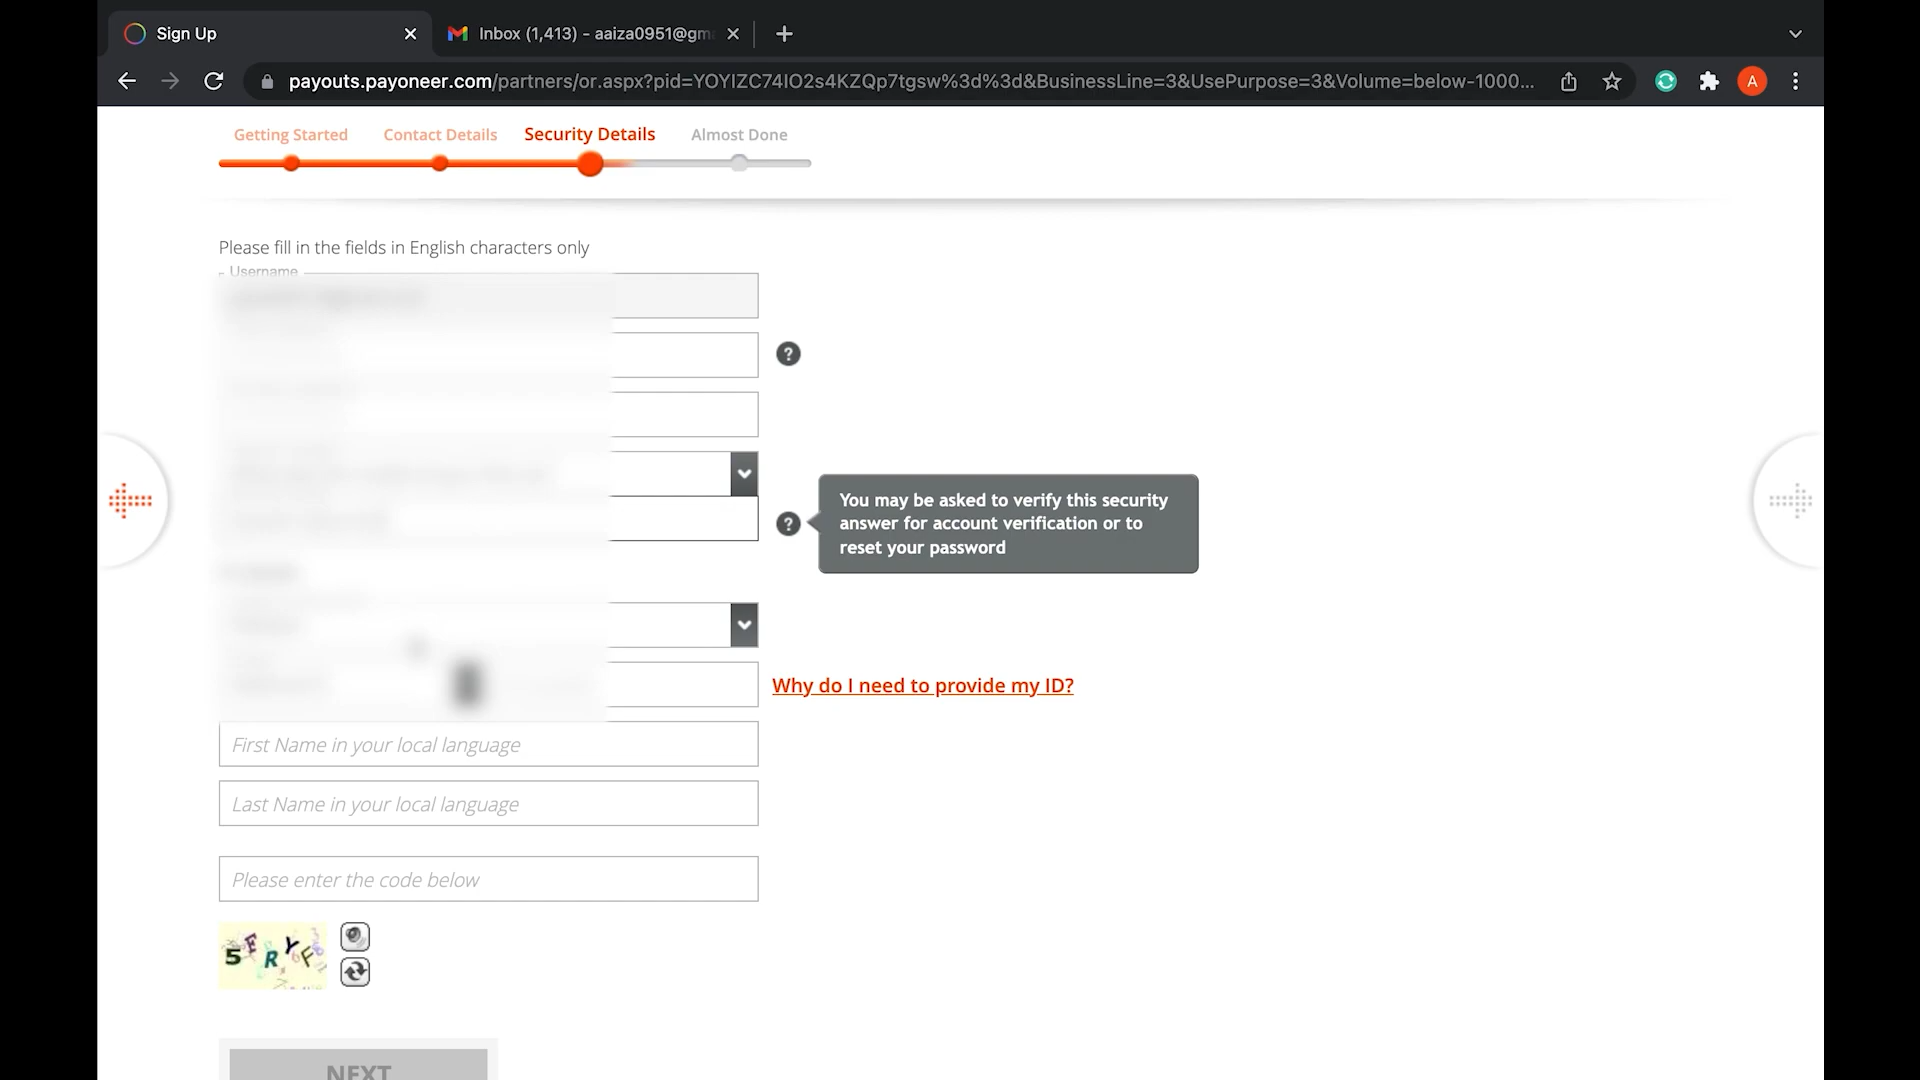 Sign Up
Inbox (1,413) - aaiza0951@gm
payouts.payoneer.com/partners/or.aspx?pid=YOYIZC74IO2s4KZQp7tgsw%3d%3d&BusinessLine=3&UsePurpose=3&Volume=below-1000...
A
Getting Started
Contact Details
Security Details
Almost Done
Please fill in the fields in English characters only
Username
?
You may be asked to verify this security
answer for account verification or to
reset your password
?
Why do I need to provide my ID?
First Name in your local language
Last Name in your local language
Please enter the code below
5ERYF
NEXT